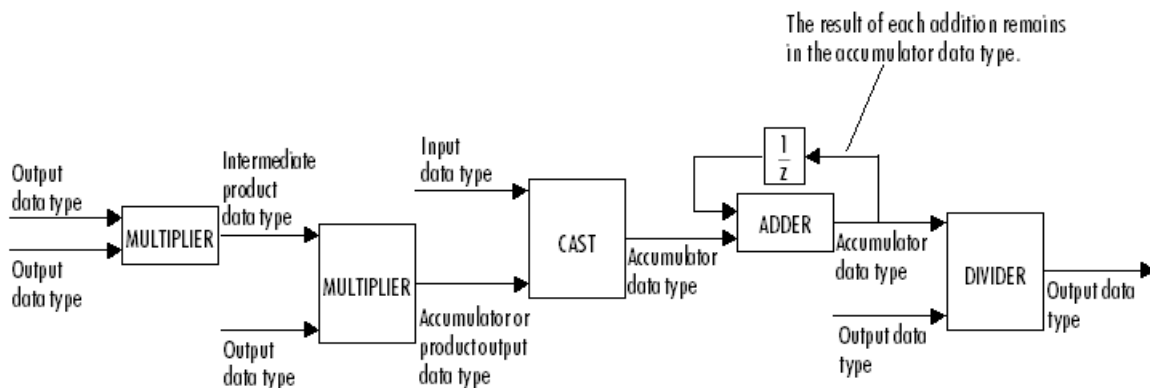 The result of each addition remains
in the accumulator data type.
Output
data type
Output
data type
MULTIPLIER
Intermediate
product
data type
Output
data type
MULTIPLIER
Accumulator or
product output
data type
Input
data type
CAST
Accumulator
data type
1
z
ADDER
Accumulator
data type
Output data
type
DIVIDER
Output data
type